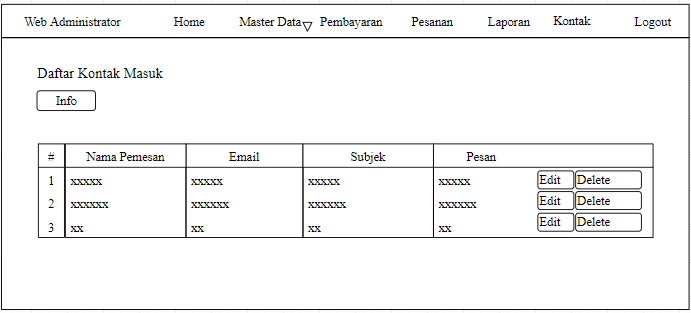 Web Administrator Home Master Data Pembayaran Pesanan Laporan Kontak Logout
Daftar Kontak Masuk
Info
# Nama Pemesan Email Subjek Pesan
1 xxxxx xxxxx xxxxx xxxxx Edit Delete
2 xxxxxx xxxxxx xxxxxx xxxxxx Edit Delete
3 xx xx xx xx Edit Delete